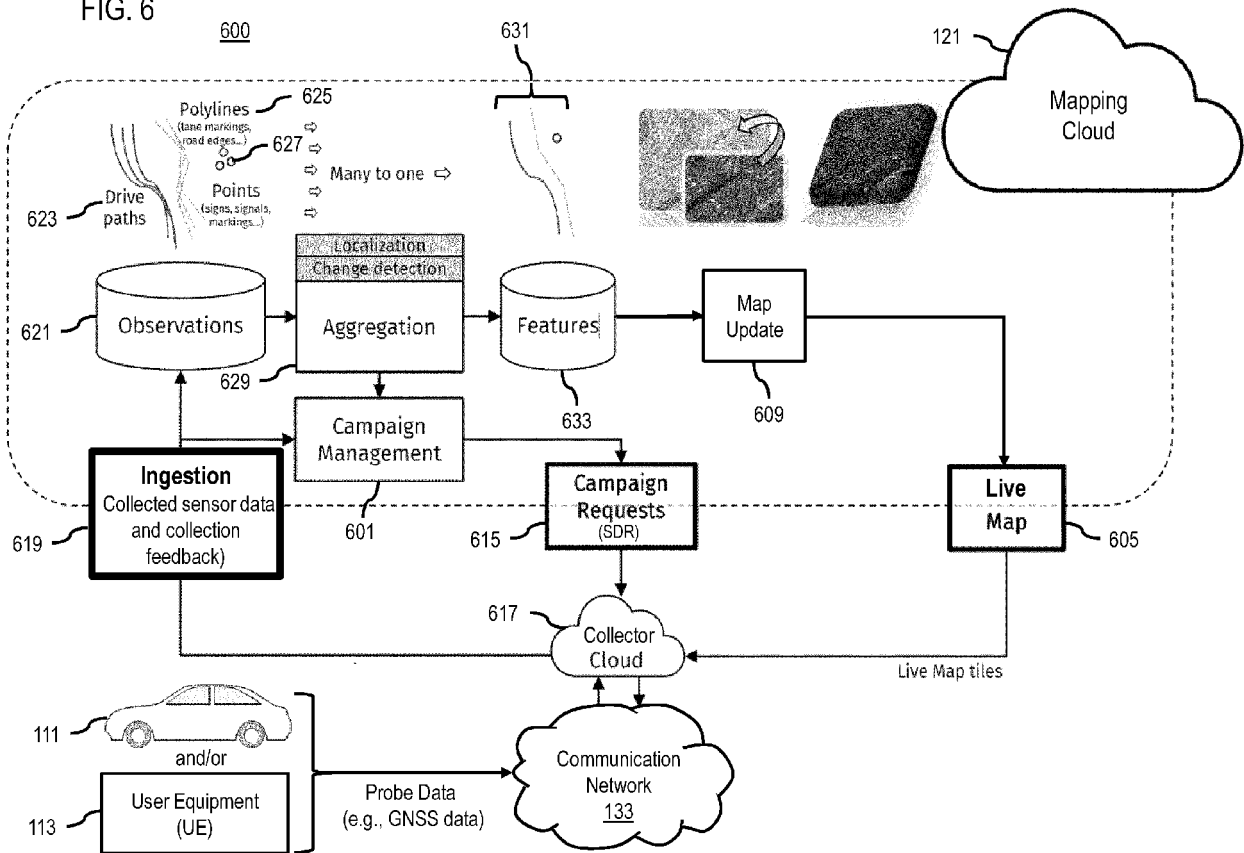 FIG. 6
600
631
121
Polylines
(lane markings,
road edges...)
625
627
Mapping
Cloud
Many to one
623
Drive
paths
Points
(signs, signals,
markings...)
Localization
Change detection
621
Observations
Aggregation
Features
Map
Update
629
633
609
Campaign
Management
Ingestion
Collected sensor data
and collection
feedback)
619
601
Campaign
Requests
(SDR)
615
Live
Map
605
617
Collector
Cloud
Live Map tiles
111
and/or
User Equipment
(UE)
113
Probe Data
(e.g., GNSS data)
Communication
Network
133